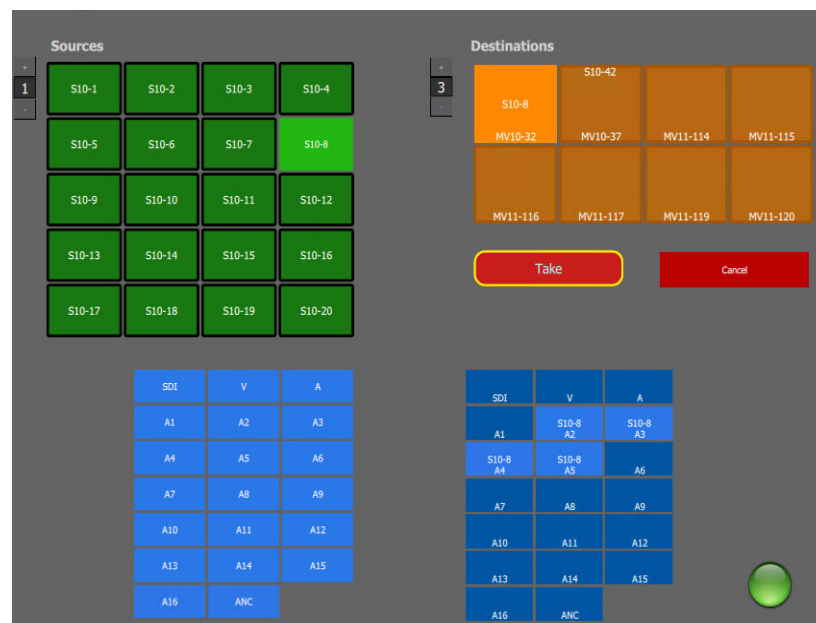 Sources
+
1
-
S10-1 S10-2 S10-3 S10-4
S10-5 S10-6 S10-7 S10-8
S10-9 S10-10 S10-11 S10-12
S10-13 S10-14 S10-15 S10-16
S10-17 S10-18 S10-19 S10-20
SDI V A
A1 A2 A3
A4 A5 A6
A7 A8 A9
A10 A11 A12
A13 A14 A15
A16 ANC
Destinations
+
3
-
S10-42
S10-8
MV10-32 MV10-37 MV11-114 MV11-115
MV11-116 MV11-117 MV11-119 MV11-120
Take Cancel
SDI V A
S10-8 S10-8
A1 A2 A3
S10-8 S10-8
A4 A5 A6
A7 A8 A9
A10 A11 A12
A13 A14 A15
A16 ANC